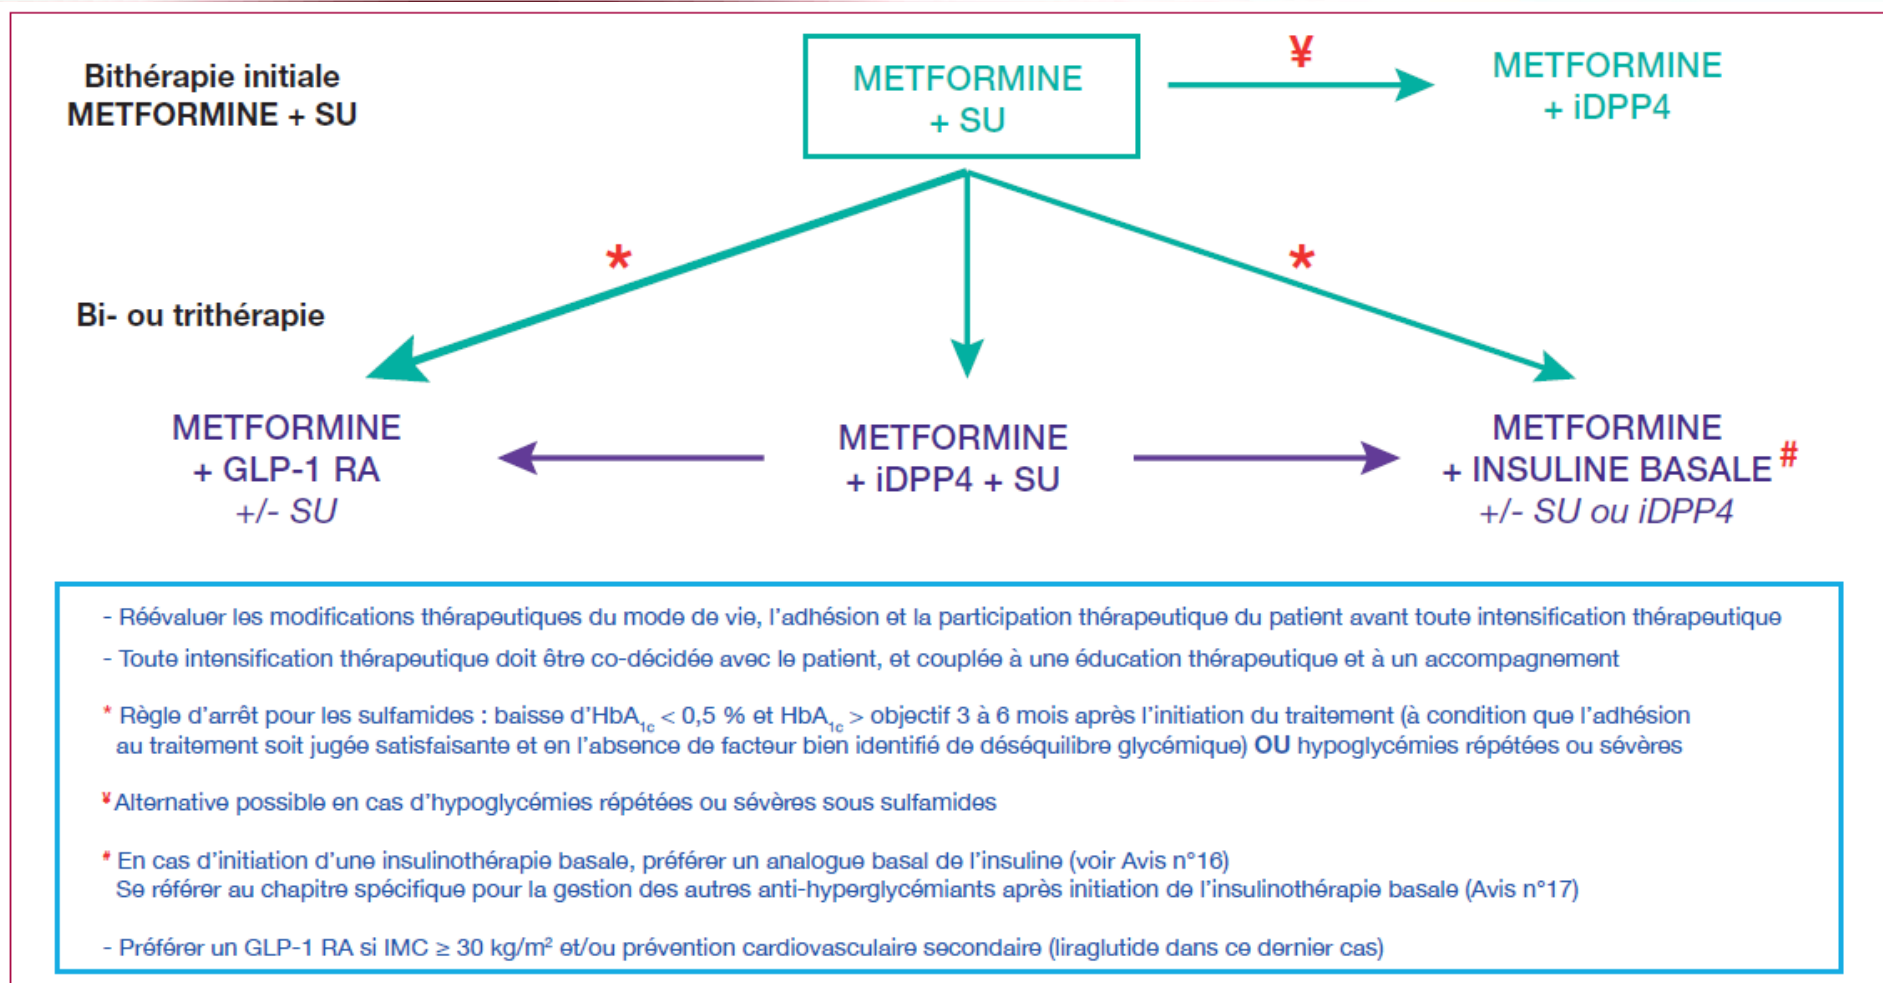 Bithérapie initiale
METFORMINE + SU
METFORMINE
+ SU
¥
METFORMINE
+ iDPP4
*
*
Bi- ou trithérapie
METFORMINE
+ GLP-1 RA
+/- SU
METFORMINE
+ iDPP4 + SU
METFORMINE
+ INSULINE BASALE #
+/- SU ou iDPP4
- Réévaluer les modifications thérapeutiques du mode de vie, l'adhésion et la participation thérapeutique du patient avant toute intensification thérapeutique
- Toute intensification thérapeutique doit être co-décidée avec le patient, et couplée à une éducation thérapeutique et à un accompagnement
* Règle d'arrêt pour les sulfamides : baisse d'HbA1c < 0,5 % et HbA1c > objectif 3 à 6 mois après l'initiation du traitement (à condition que l'adhésion
au traitement soit jugée satisfaisante et en l'absence de facteur bien identifié de déséquilibre glycémique) OU hypoglycémies répétées ou sévères
¥ Alternative possible en cas d'hypoglycémies répétées ou sévères sous sulfamides
# En cas d'initiation d'une insulinothérapie basale, préférer un analogue basal de l'insuline (voir Avis n°16)
Se référer au chapitre spécifique pour la gestion des autres anti-hyperglycémiants après initiation de l'insulinothérapie basale (Avis n°17)
- Préférer un GLP-1 RA si IMC ≥ 30 kg/m² et/ou prévention cardiovasculaire secondaire (liraglutide dans ce dernier cas)